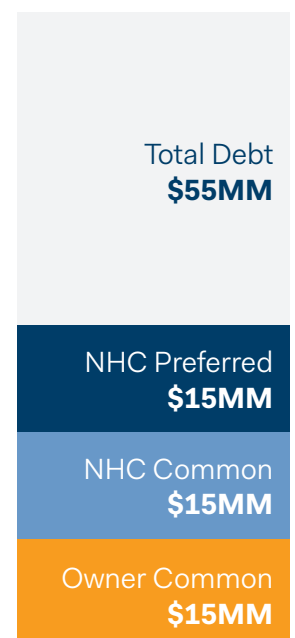 Total Debt
$55MM
NHC Preferred
$15MM
NHC Common
$15MM
Owner Common
$15MM